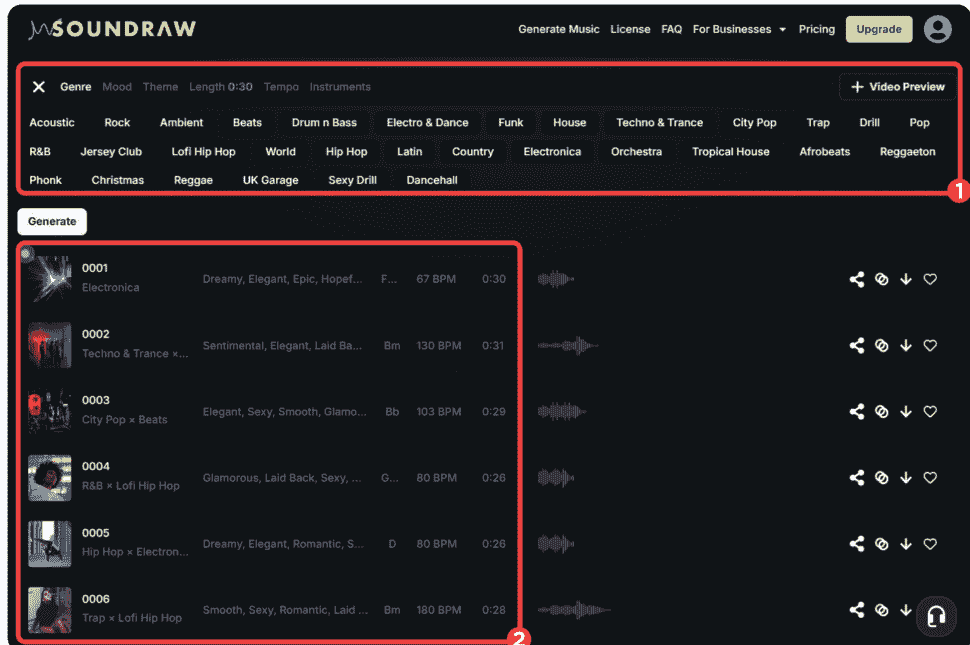 SOUNDRAW
Generate Music License FAQ For Businesses Pricing Upgrade
Genre Mood Theme Length 0:30 Tempo Instruments
Video Preview
Acoustic Rock Ambient Beats Drum n Bass Electro & Dance Funk House Techno & Trance City Pop Trap Drill Pop
R&B Jersey Club Lofi Hip Hop World Hip Hop Latin Country Electronica Orchestra Tropical House Afrobeats Reggaeton
Phonk Christmas Reggae UK Garage Sexy Drill Dancehall
1
Generate
0001
Electronica
Dreamy, Elegant, Epic, Hopef... F... 67 BPM 0:30
0002
Techno & Trance ×...
Sentimental, Elegant, Laid Ba... Bm 130 BPM 0:31
0003
City Pop × Beats
Elegant, Sexy, Smooth, Glamo... Bb 103 BPM 0:29
0004
R&B × Lofi Hip Hop
Glamorous, Laid Back, Sexy, ... G... 80 BPM 0:26
0005
Hip Hop × Electron...
Dreamy, Elegant, Romantic, S... D 80 BPM 0:26
0006
Trap × Lofi Hip Hop
Smooth, Sexy, Romantic, Laid ... Bm 180 BPM 0:28
2